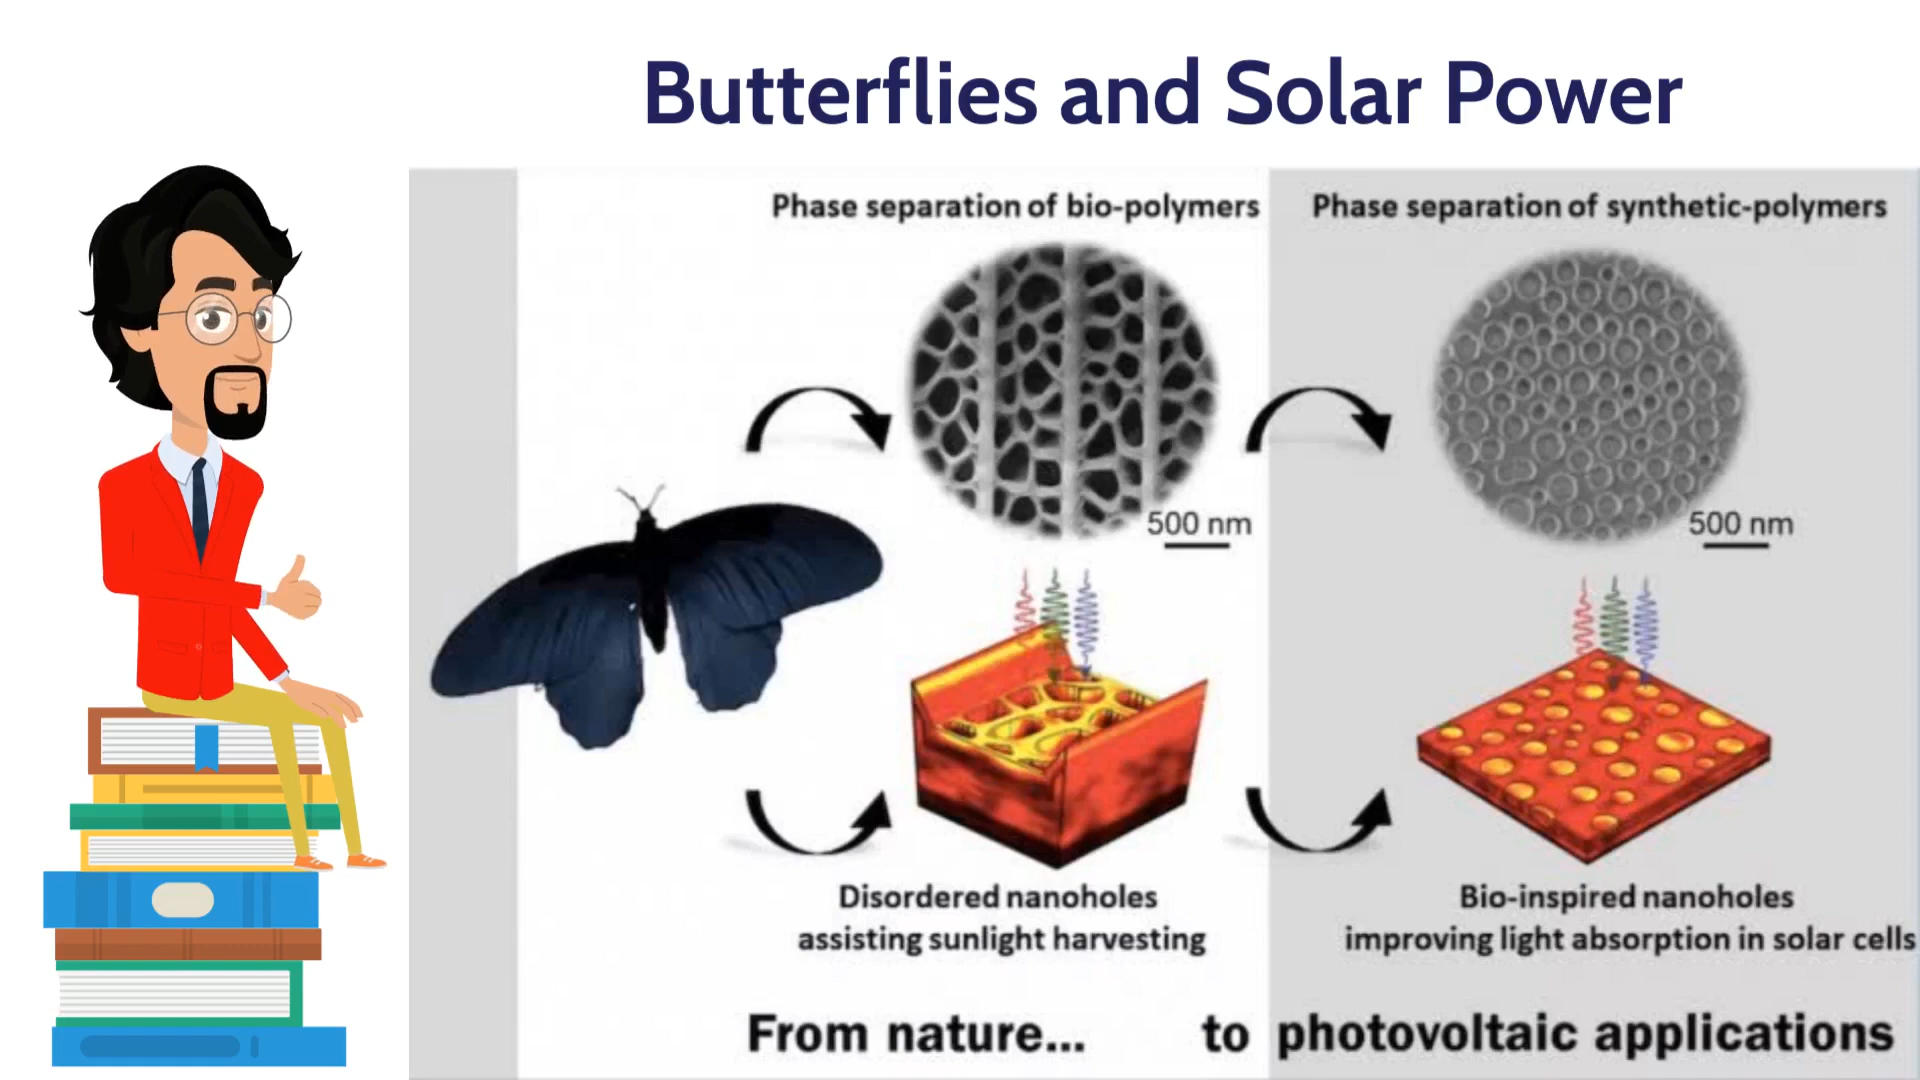 Butterflies and Solar Power
Phase separation of bio-polymers
Phase separation of synthetic-polymers
500 nm
500 nm
Disordered nanoholes
assisting sunlight harvesting
Bio-inspired nanoholes
improving light absorption in solar cells
From nature... to photovoltaic applications